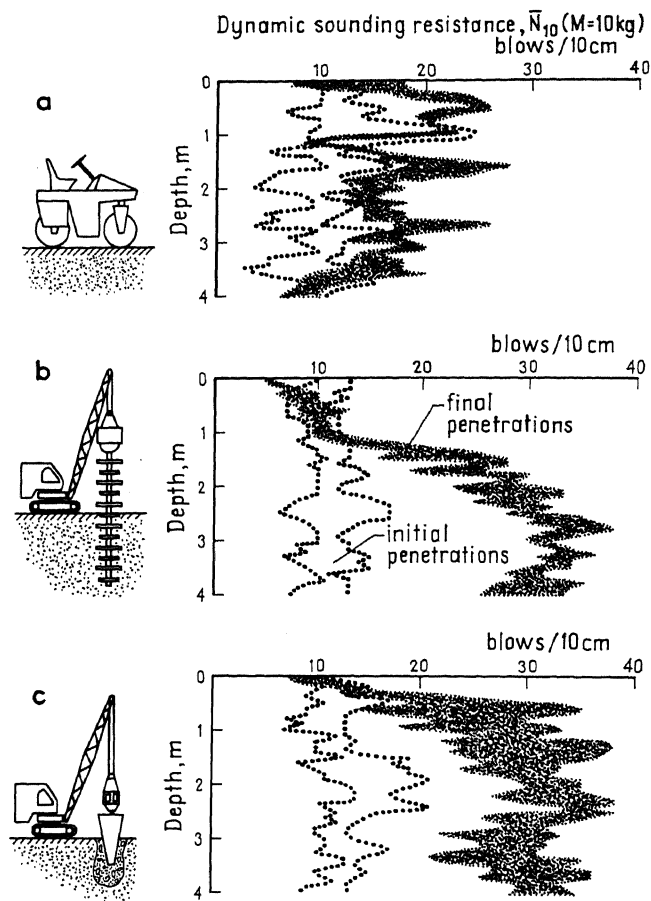 Dynamic sounding resistance, N̅10 (M=10kg)
blows/10cm
a
0 10 20 30 40
Depth, m
0
1
2
3
4
b
blows/10cm
0 10 20 30 40
final
penetrations
Depth, m
1
2
initial
penetrations
3
4
c
blows/10cm
0 10 20 30 40
Depth, m
1
2
3
4